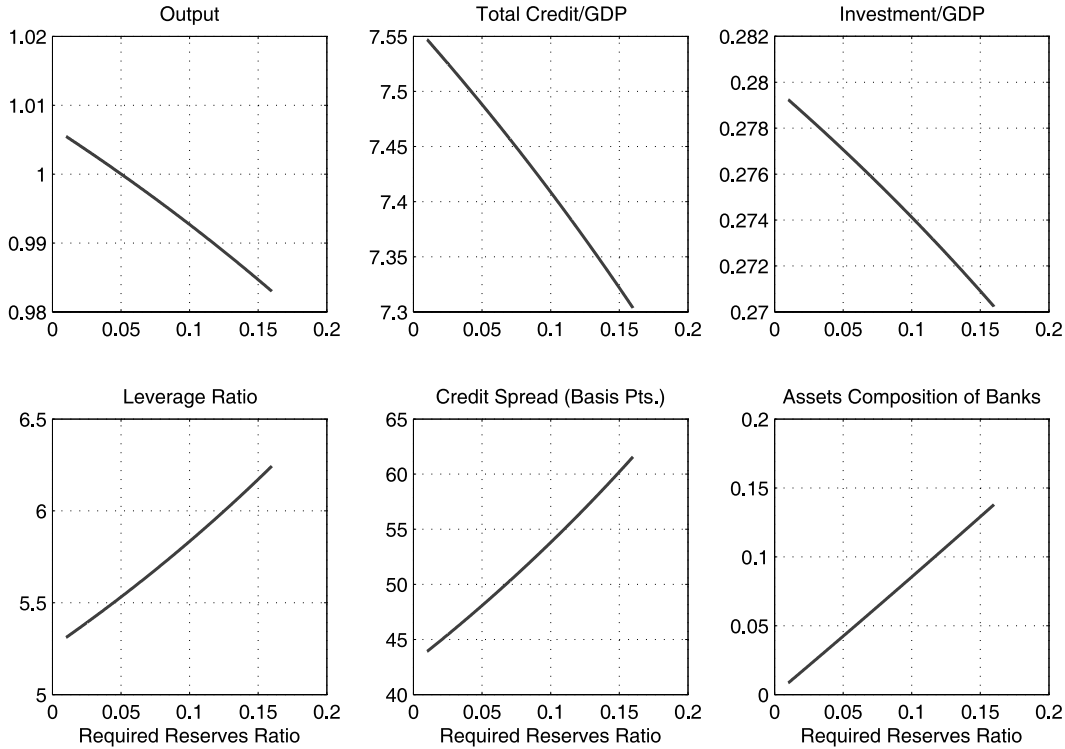 Output
1.02
1.01
1
0.99
0.98
0 0.05 0.1 0.15 0.2
Total Credit/GDP
7.55
7.5
7.45
7.4
7.35
7.3
0 0.05 0.1 0.15 0.2
Investment/GDP
0.282
0.28
0.278
0.276
0.274
0.272
0.27
0 0.05 0.1 0.15 0.2
Leverage Ratio
6.5
6
5.5
5
0 0.05 0.1 0.15 0.2
Required Reserves Ratio
Credit Spread (Basis Pts.)
65
60
55
50
45
40
0 0.05 0.1 0.15 0.2
Required Reserves Ratio
Assets Composition of Banks
0.2
0.15
0.1
0.05
0
0 0.05 0.1 0.15 0.2
Required Reserves Ratio